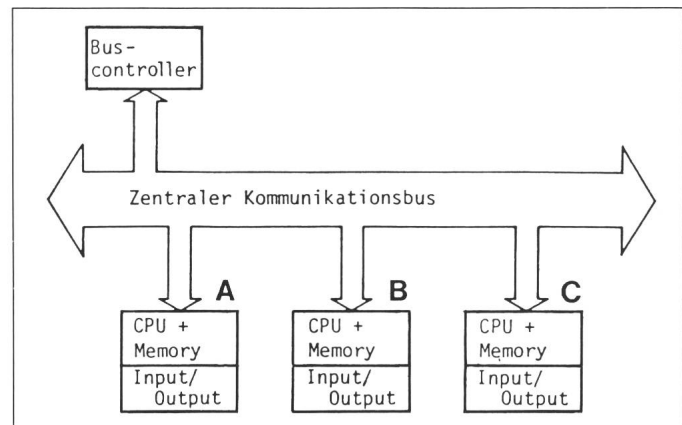 Bus-
controller
Zentraler Kommunikationsbus
A
B
C
CPU +
Memory
Input/
Output
CPU +
Memory
Input/
Output
CPU +
Memory
Input/
Output